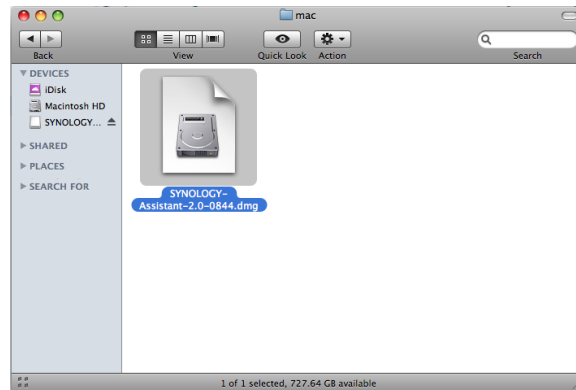 mac
Back
View
Quick Look
Action
Search
DEVICES
iDisk
Macintosh HD
SYNOLOGY...
SHARED
PLACES
SEARCH FOR
SYNOLOGY-
Assistant-2.0-0844.dmg
1 of 1 selected, 727.64 GB available